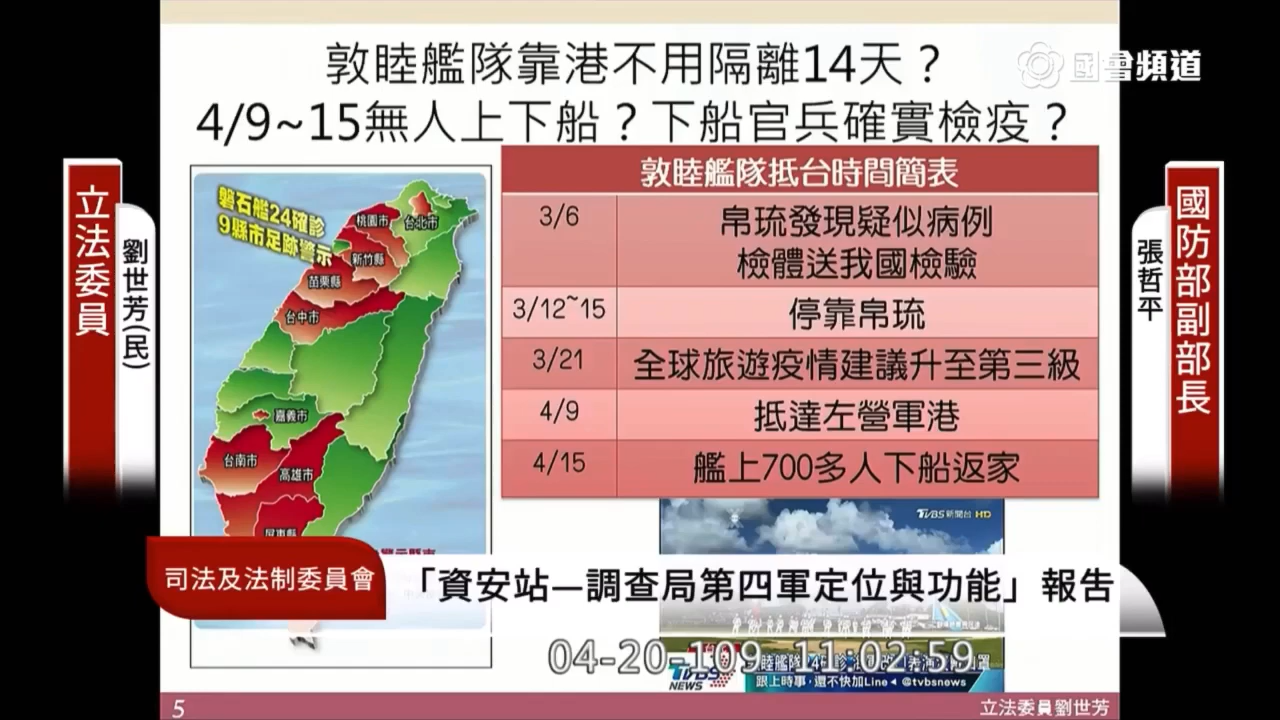 敦睦艦隊靠港不用隔離14天？
4/9~15無人上下船？下船官兵確實檢疫？
國會頻道
立法委員
劉世芳(民)
國防部副部長
張哲平
磐石艦24確診
9縣市足跡警示
桃園市
台北市
新竹縣
苗栗縣
台中市
嘉義市
台南市
高雄市
屏東縣
敦睦艦隊抵台時間簡表
3/6 帛琉發現疑似病例
檢體送我國檢驗
3/12~15 停靠帛琉
3/21 全球旅遊疫情建議升至第三級
4/9 抵達左營軍港
4/15 艦上700多人下船返家
TVBS新聞台 HD
司法及法制委員會
「資安站—調查局第四軍定位與功能」報告
04-20-109 11:02:59
TVBS
NEWS
跟上時事，還不快加Line◄ @tvbsnews
5
立法委員劉世芳